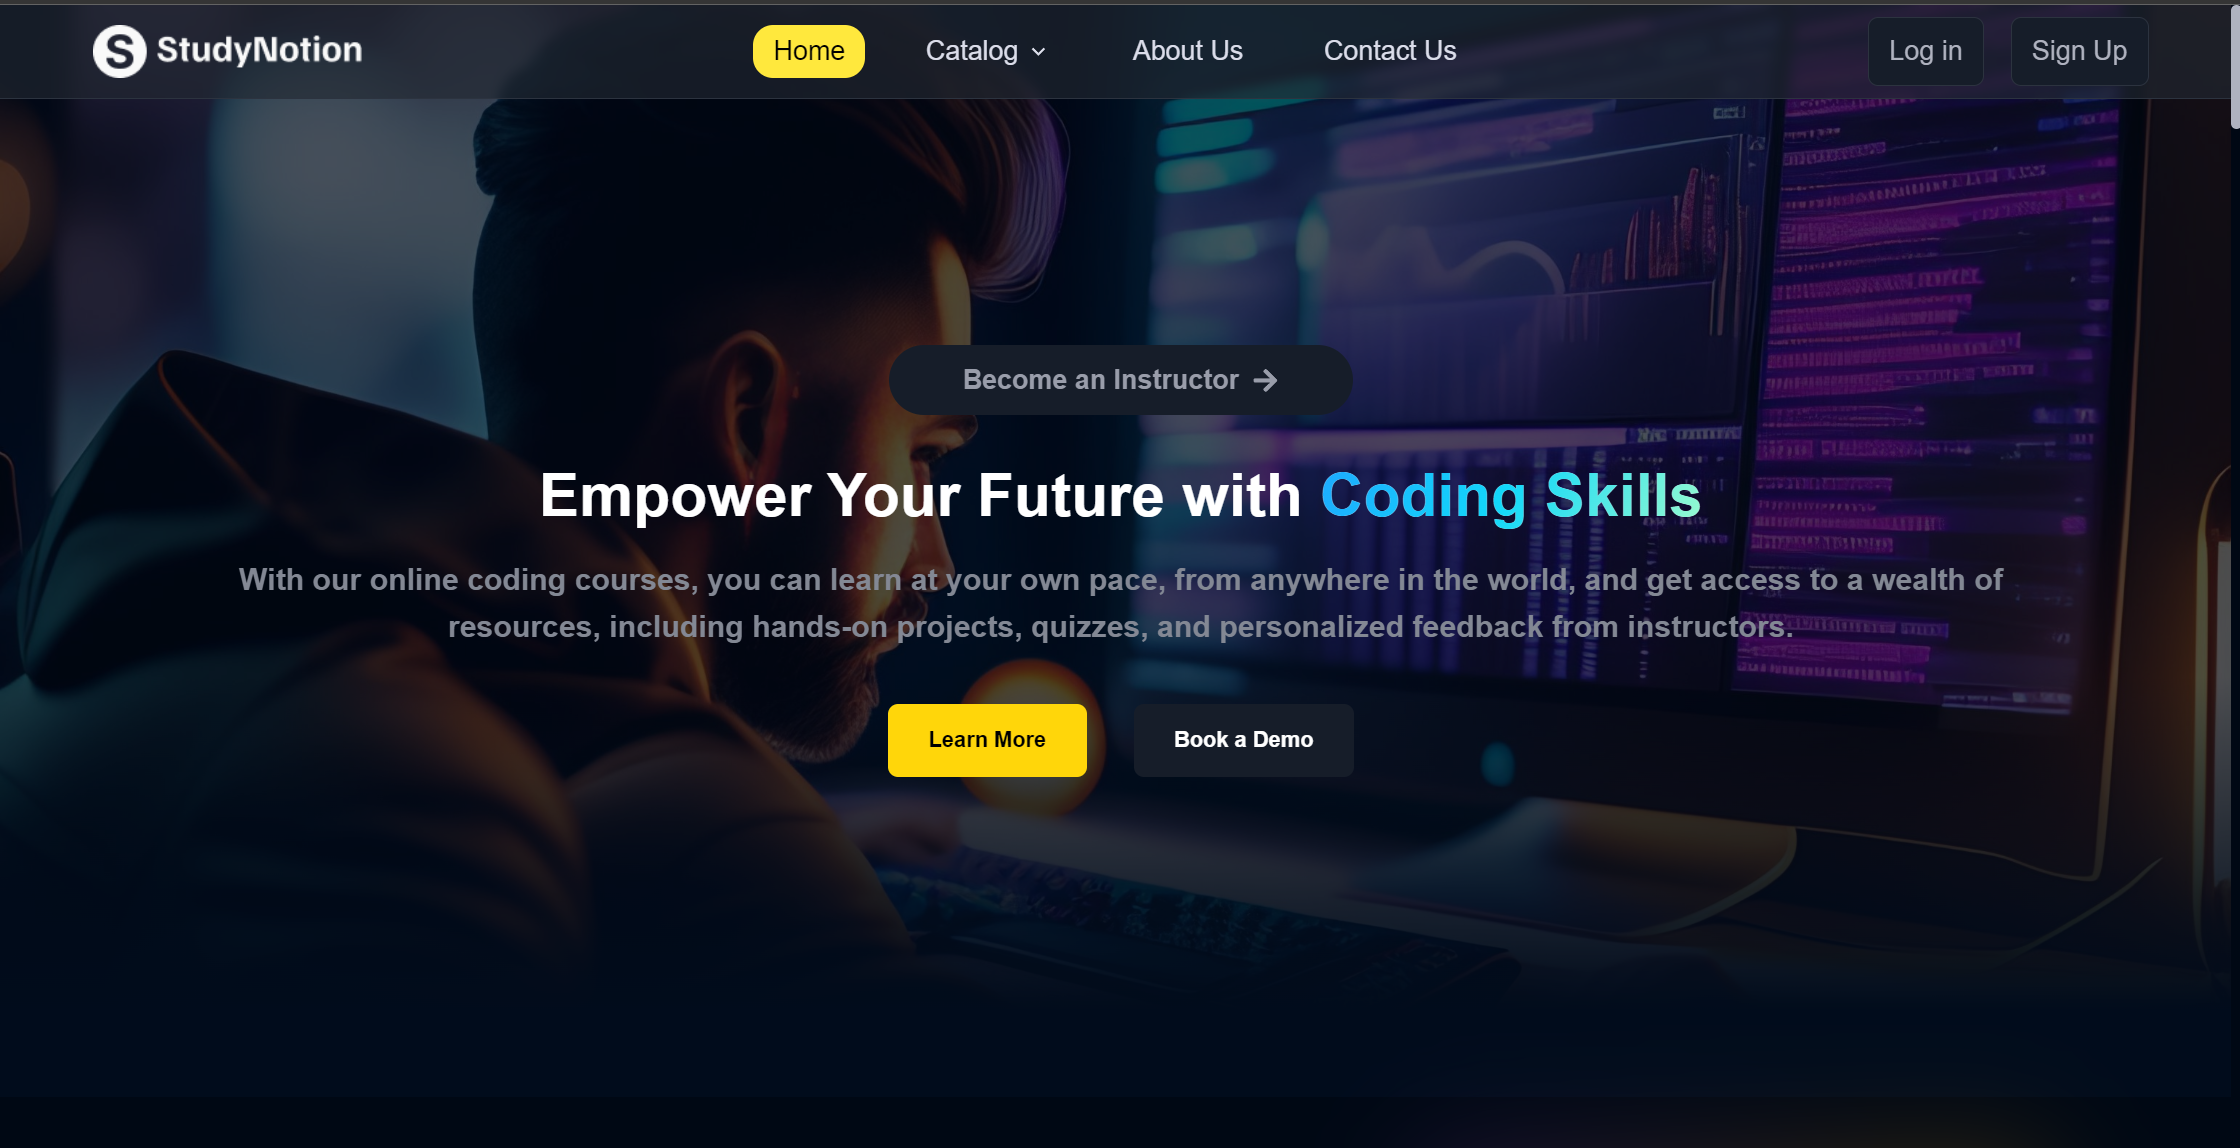 S StudyNotion
Home
Catalog
About Us
Contact Us
Log in
Sign Up
Become an Instructor →
Empower Your Future with Coding Skills
With our online coding courses, you can learn at your own pace, from anywhere in the world, and get access to a wealth of
resources, including hands-on projects, quizzes, and personalized feedback from instructors.
Learn More
Book a Demo